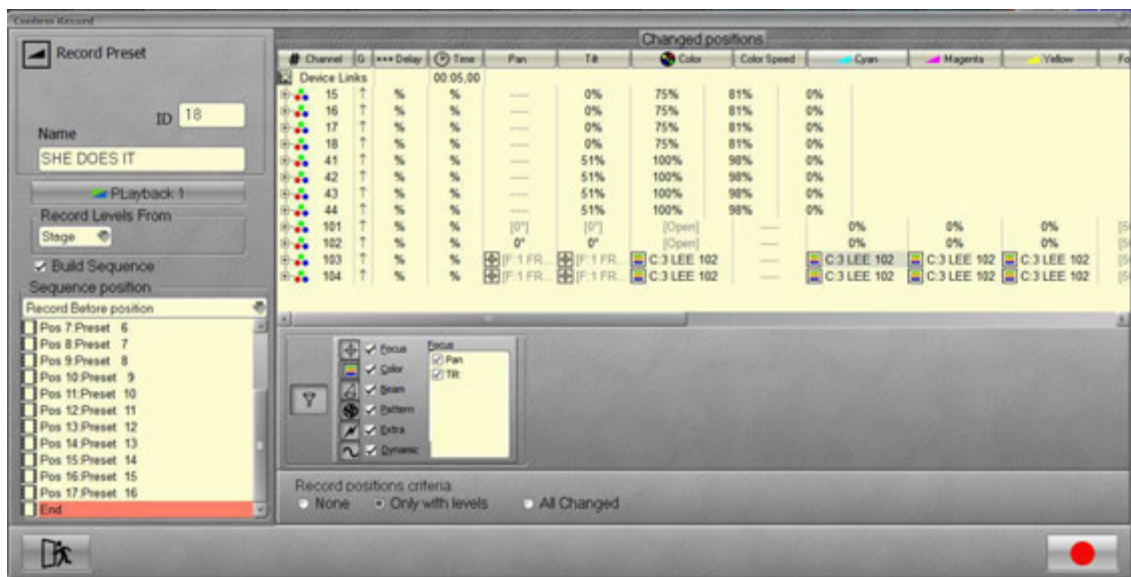 Confirm Record
Record Preset
ID 18
Name
SHE DOES IT
PLayback 1
Record Levels From
Stage
Build Sequence
Sequence position
Record Before position
Pos 7:Preset 6
Pos 8:Preset 7
Pos 9:Preset 8
Pos 10:Preset 9
Pos 11:Preset 10
Pos 12:Preset 11
Pos 13:Preset 12
Pos 14:Preset 13
Pos 15:Preset 14
Pos 16:Preset 15
Pos 17:Preset 16
End
Changed positions
# Channel G Delay Time Pan Tilt Color Color Speed Cyan Magenta Yellow Fo
Device Links 00:05,00
15 ↑ % % ---- 0% 75% 81% 0%
16 ↑ % % ---- 0% 75% 81% 0%
17 ↑ % % ---- 0% 75% 81% 0%
18 ↑ % % ---- 0% 75% 81% 0%
41 ↑ % % ---- 51% 100% 98% 0%
42 ↑ % % ---- 51% 100% 98% 0%
43 ↑ % % ---- 51% 100% 98% 0%
44 ↑ % % ---- 51% 100% 98% 0%
101 ↑ % % [0°] [0°] [Open] ---- 0% 0% 0%
102 ↑ % % 0° 0° [Open] ---- 0% 0% 0%
103 ↑ % % [F:1 FR... [F:1 FR... C:3 LEE 102 ---- C:3 LEE 102 C:3 LEE 102 C:3 LEE 102
104 ↑ % % [F:1 FR... [F:1 FR... C:3 LEE 102 ---- C:3 LEE 102 C:3 LEE 102 C:3 LEE 102
Focus
Color
Beam
Pattern
Extra
Dynamic
Focus
Pan
Tilt
Record positions criteria:
None Only with levels All Changed